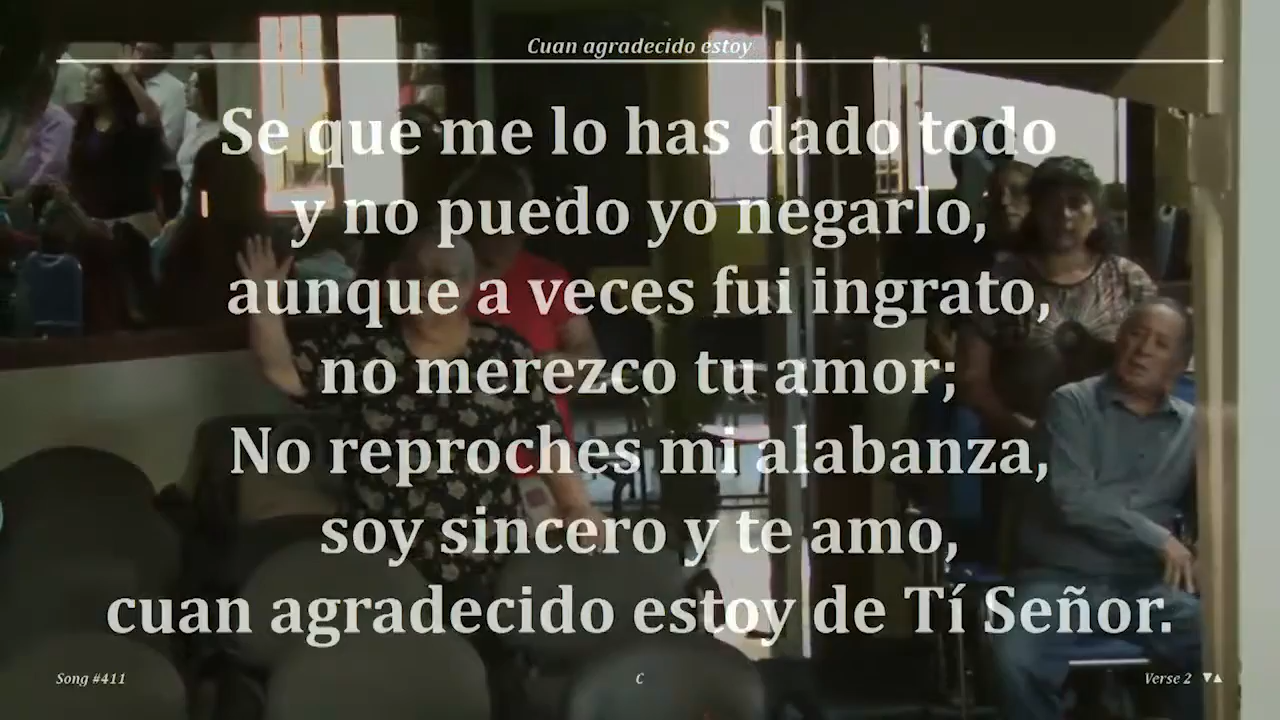 Cuan agradecido estoy
Se que me lo has dado todo
y no puedo yo negarlo,
aunque a veces fui ingrato,
no merezco tu amor;
No reproches mi alabanza,
soy sincero y te amo,
cuan agradecido estoy de Tí Señor.
Song #411
C
Verse 2 ▼▲